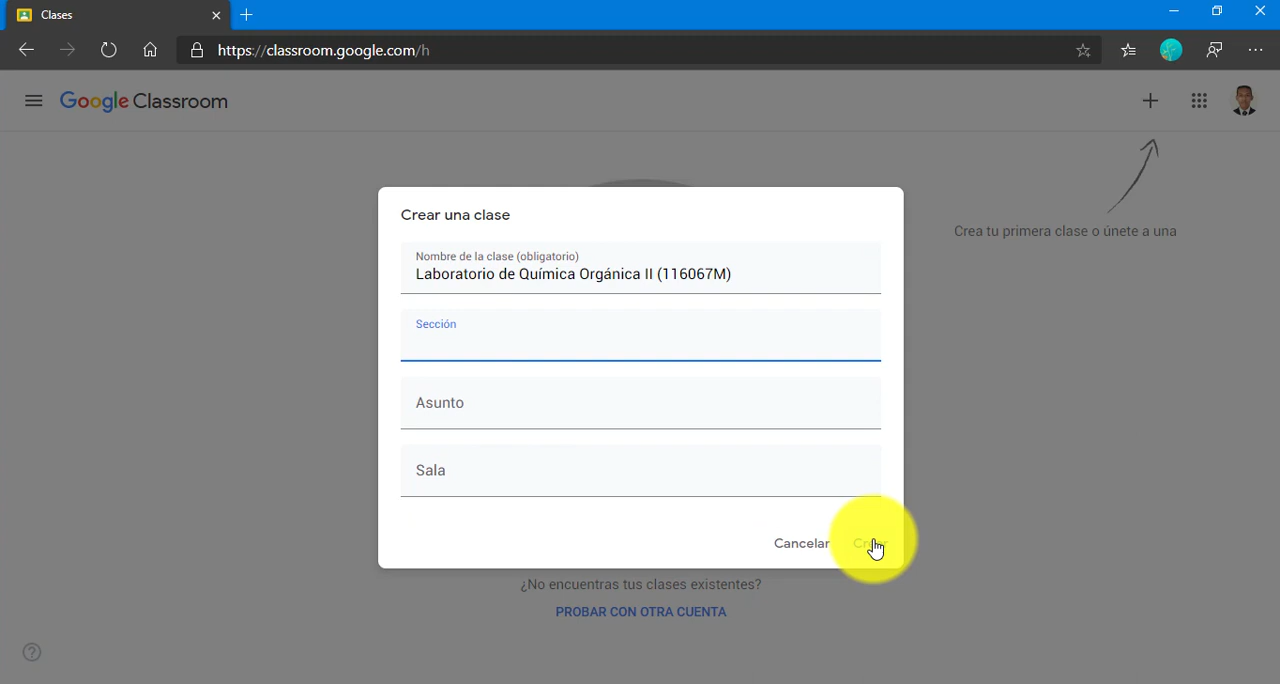 Clases
https://classroom.google.com/h
Google Classroom
Crea tu primera clase o únete a una
Crear una clase
Nombre de la clase (obligatorio)
Laboratorio de Química Orgánica II (116067M)
Sección
Asunto
Sala
Cancelar
Crear
¿No encuentras tus clases existentes?
PROBAR CON OTRA CUENTA